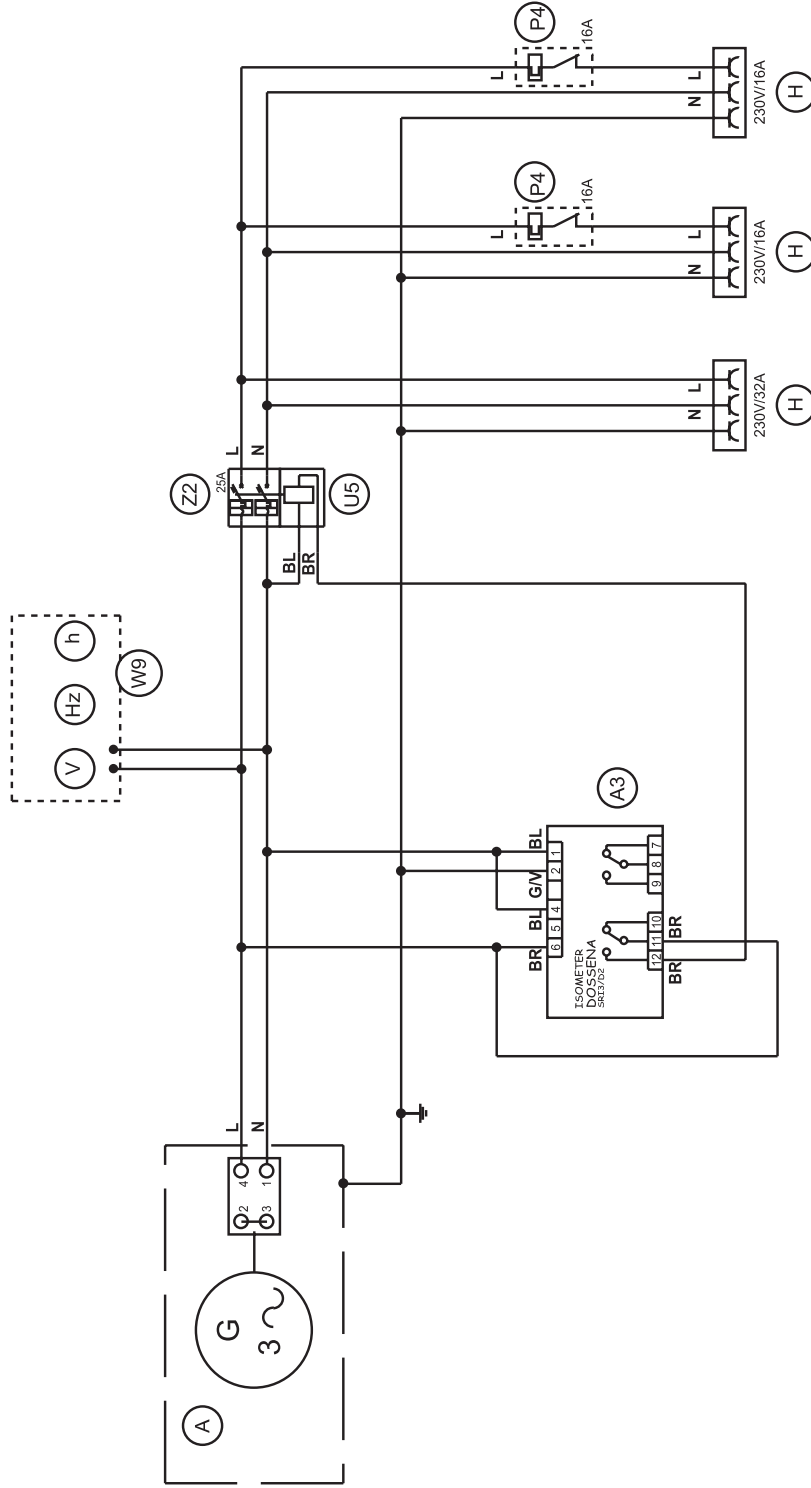 A
G
3
2
4
3
1
L
N
V
Hz
h
W9
Z2
25A
L
N
U5
BL
BR
A3
BR
BL
G/V
BL
6
5
4
2
1
ISOMETER
DOSSENA
SRI3/D2
12
11
10
9
8
7
BR
BR
N
L
230V/32A
H
L
P4
16A
N
L
230V/16A
H
L
P4
16A
N
L
230V/16A
H